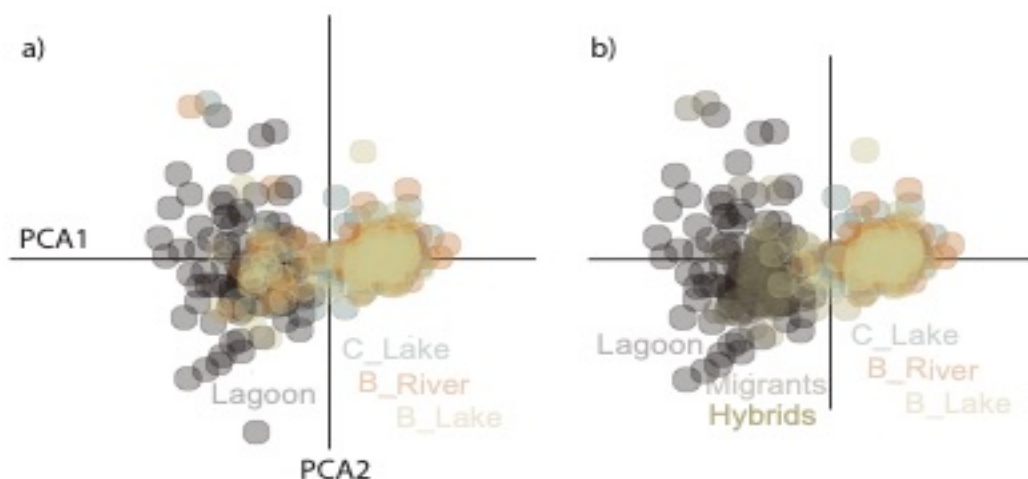 a)
PCA1
C_Lake
B_River
Lagoon
B_Lake
PCA2
b)
Lagoon
C_Lake
B_River
Migrants
B_Lake
Hybrids